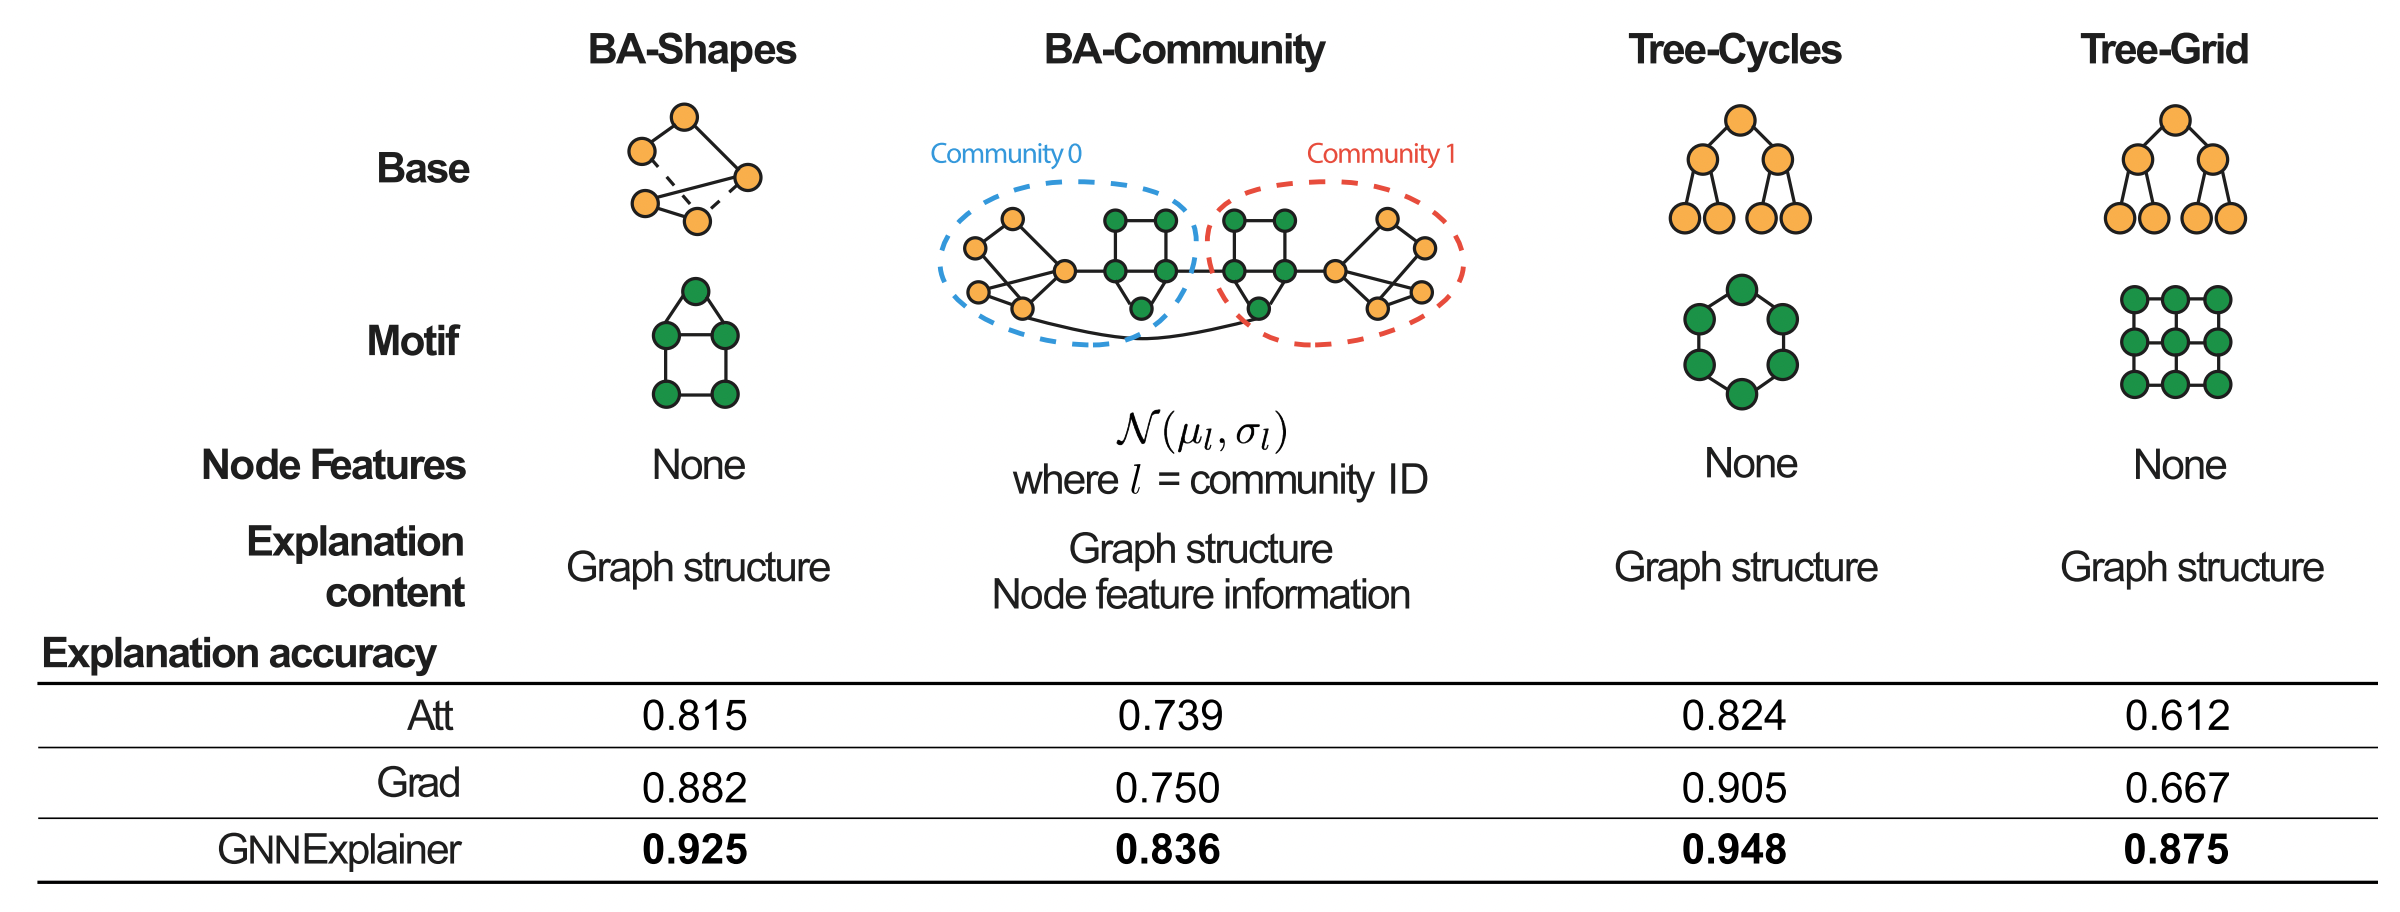 BA-Shapes BA-Community Tree-Cycles Tree-Grid
Base
Community 0 Community 1
Motif
Node Features None 𝒩(μ_l, σ_l) None None
where l = community ID
Explanation content Graph structure Graph structure Graph structure Graph structure
Node feature information
Explanation accuracy
Att 0.815 0.739 0.824 0.612
Grad 0.882 0.750 0.905 0.667
GNNExplainer 0.925 0.836 0.948 0.875